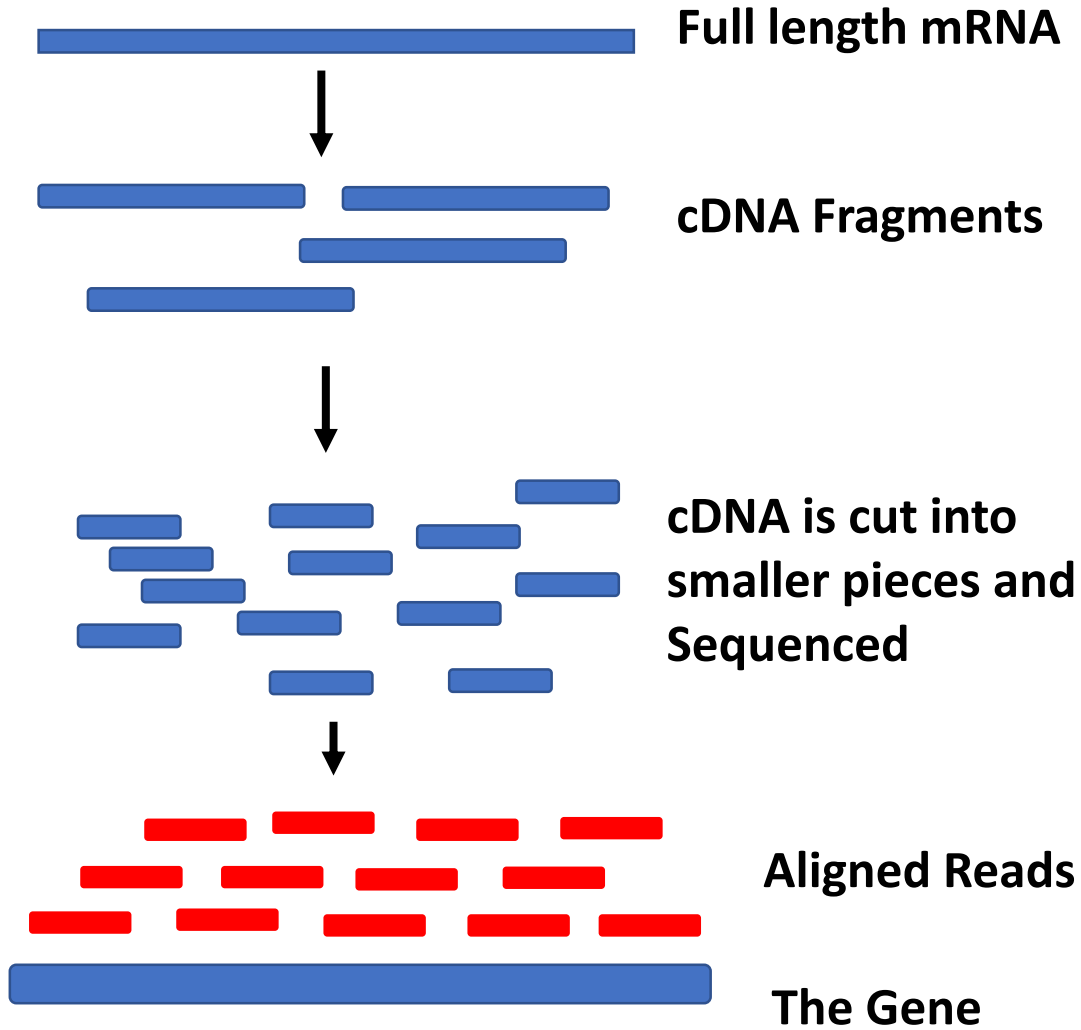 Full length mRNA
cDNA Fragments
cDNA is cut into
smaller pieces and
Sequenced
Aligned Reads
The Gene